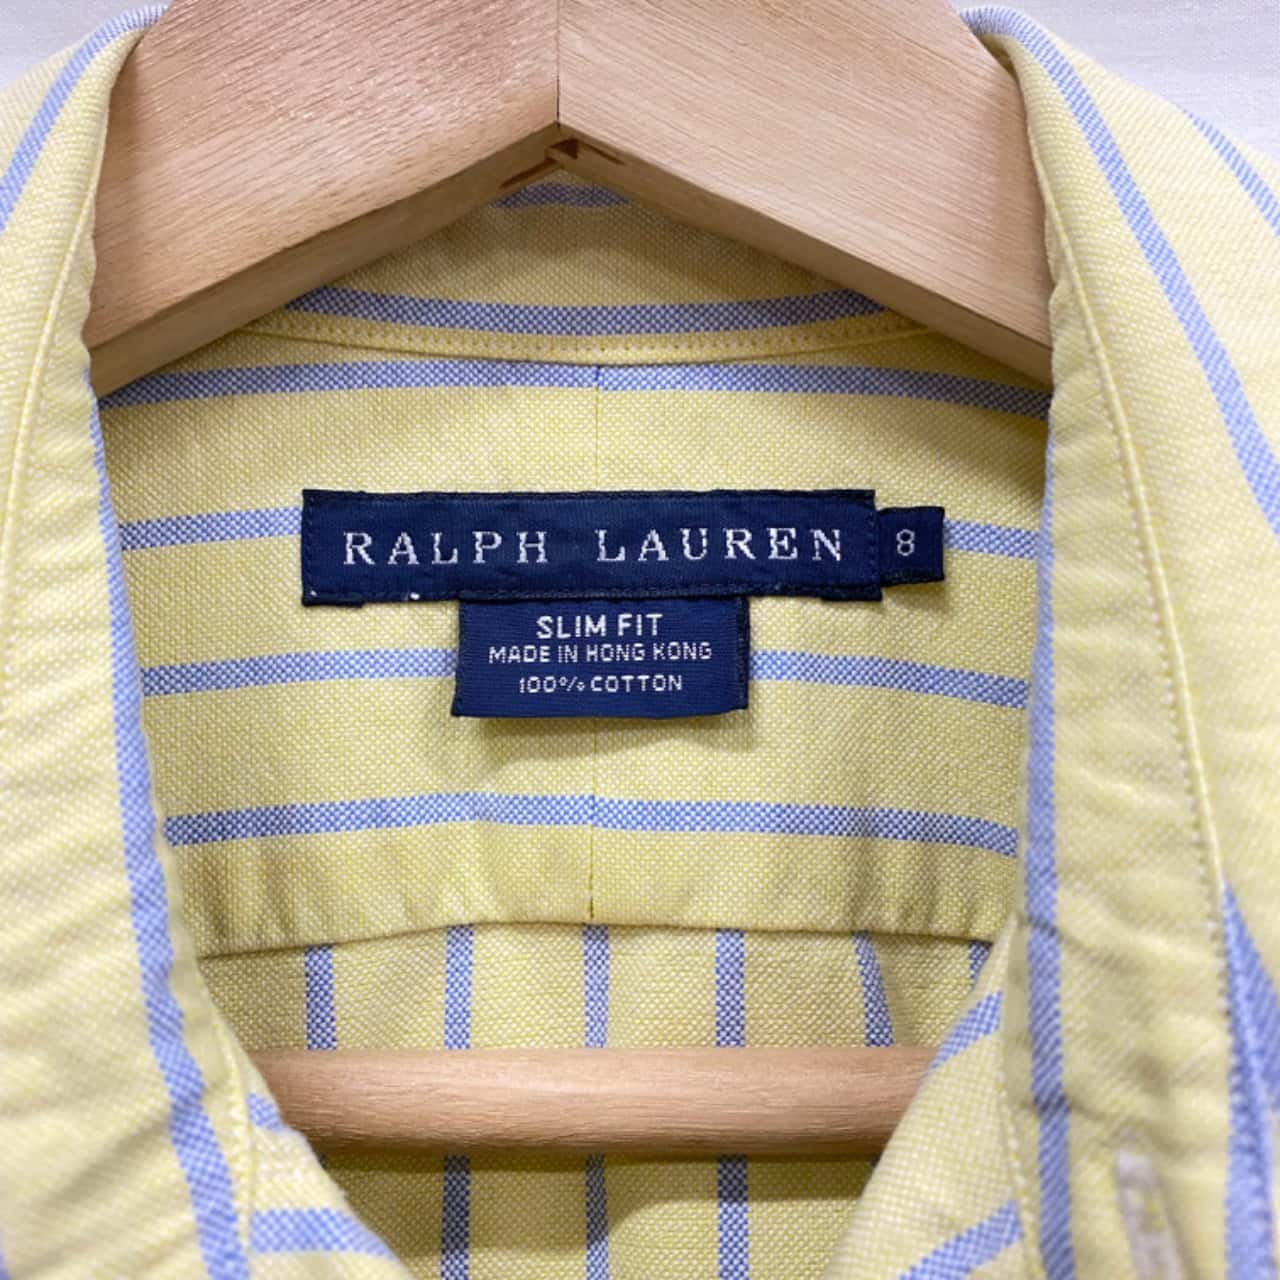 RALPH LAUREN 8
SLIM FIT
MADE IN HONG KONG
100% COTTON